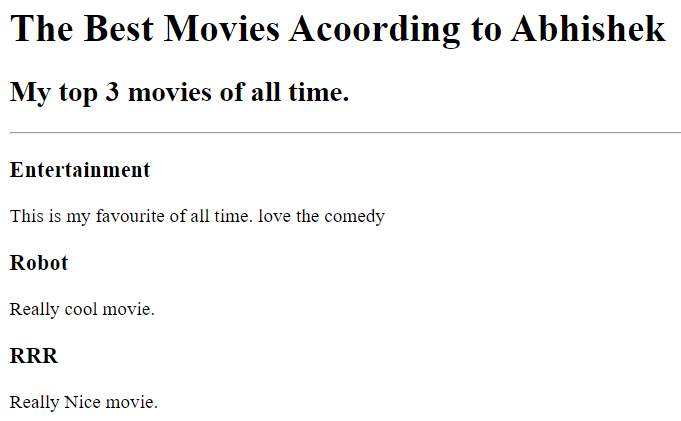 The Best Movies Acoording to Abhishek
My top 3 movies of all time.
Entertainment
This is my favourite of all time. love the comedy
Robot
Really cool movie.
RRR
Really Nice movie.